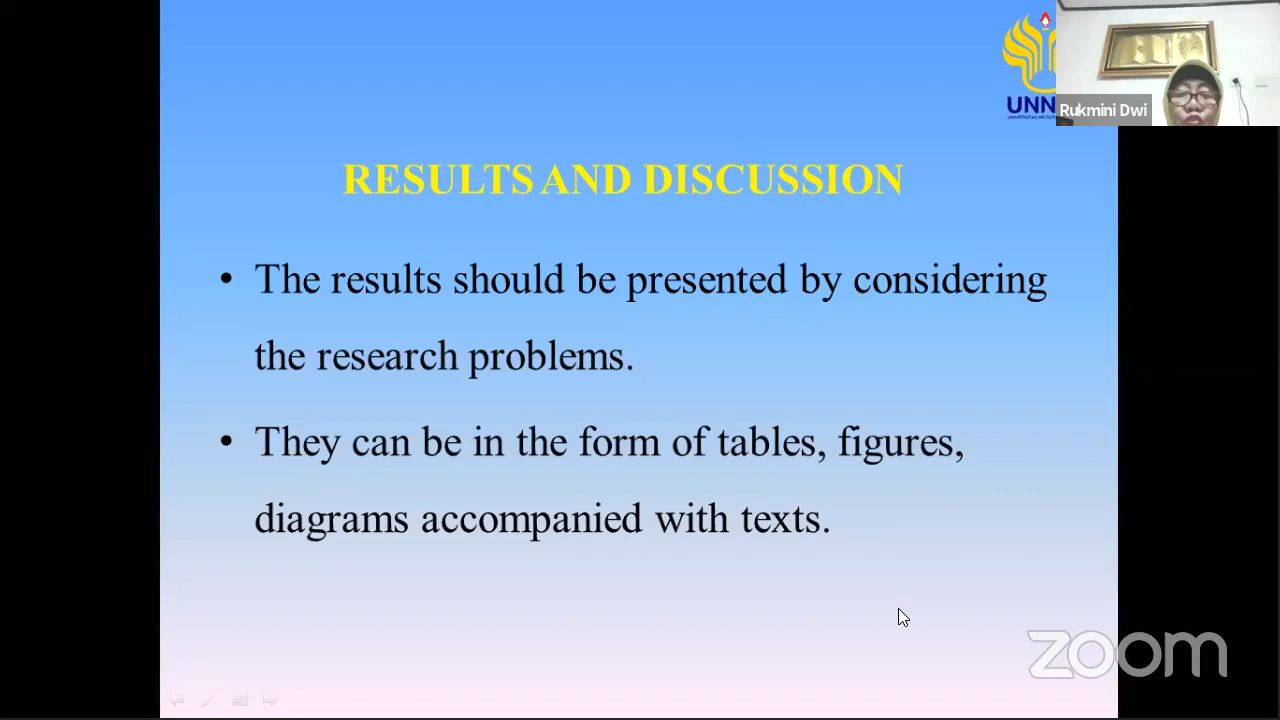 UNN
Rukmini Dwi
RESULTS AND DISCUSSION
• The results should be presented by considering
the research problems.
• They can be in the form of tables, figures,
diagrams accompanied with texts.
zoom